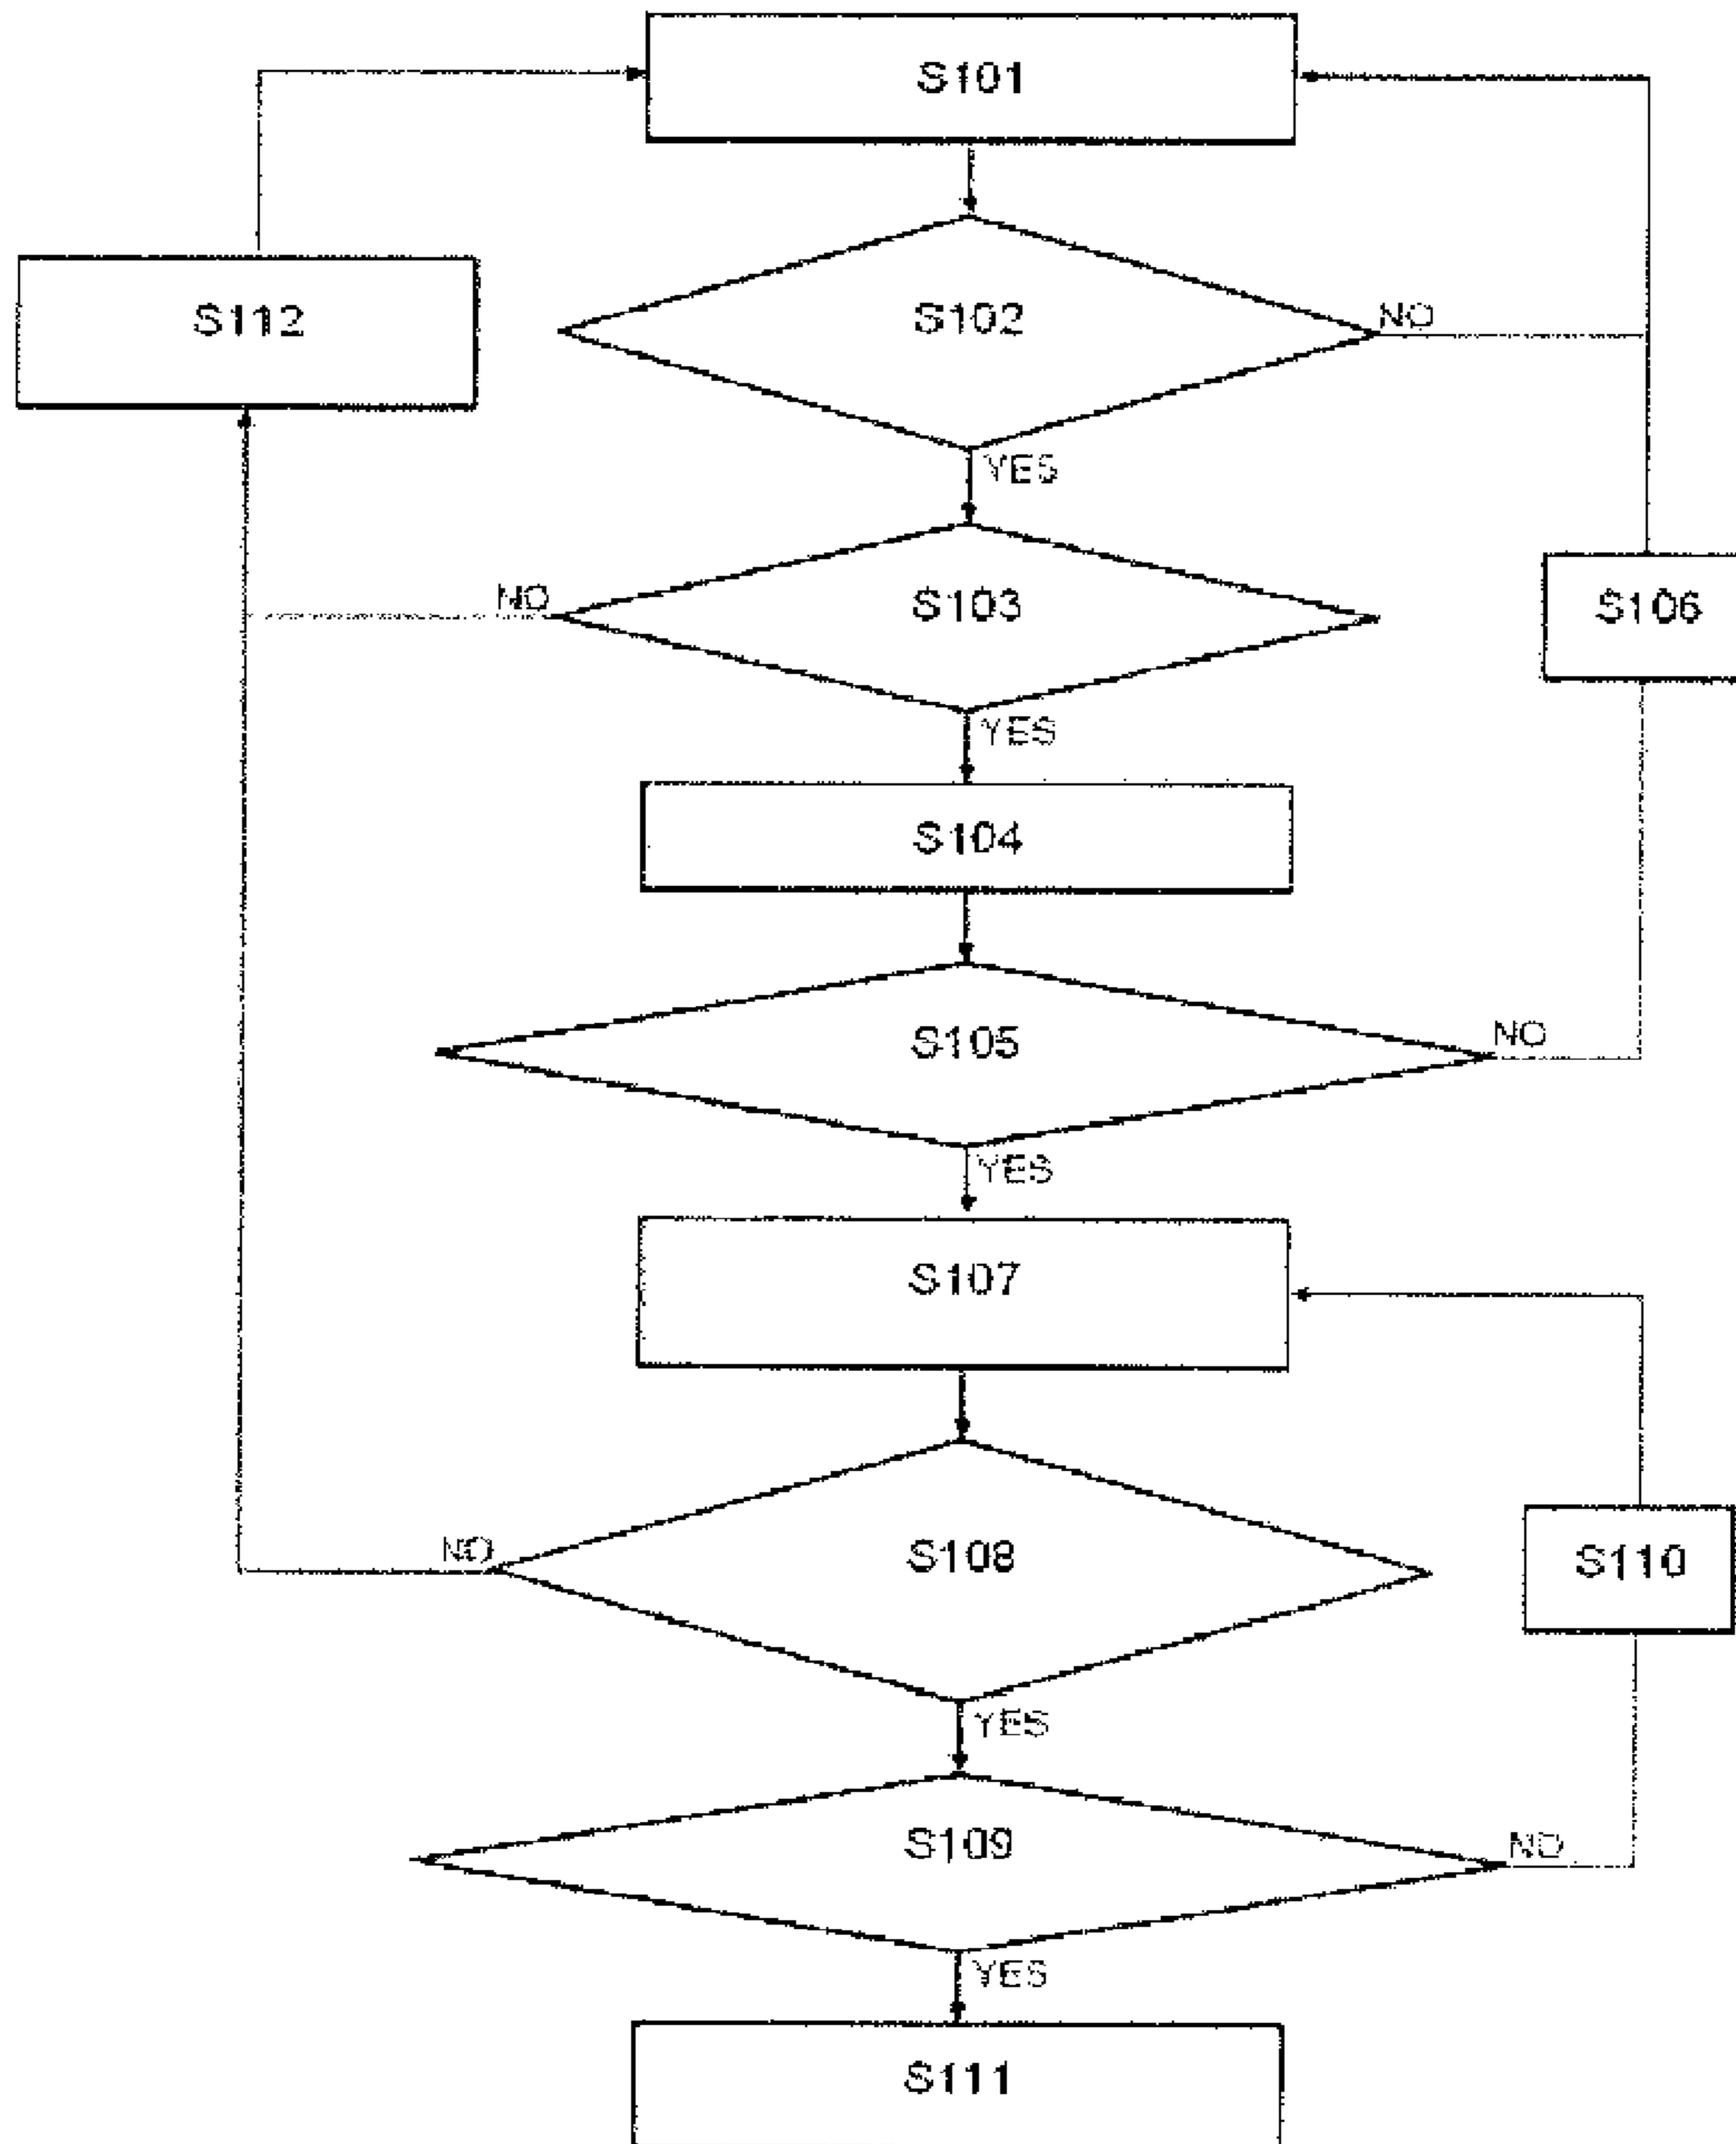 S101
S112
S102
NO
YES
NO
S103
S106
YES
S104
S105
NO
YES
S107
NO
S108
S110
YES
S109
NO
YES
S111